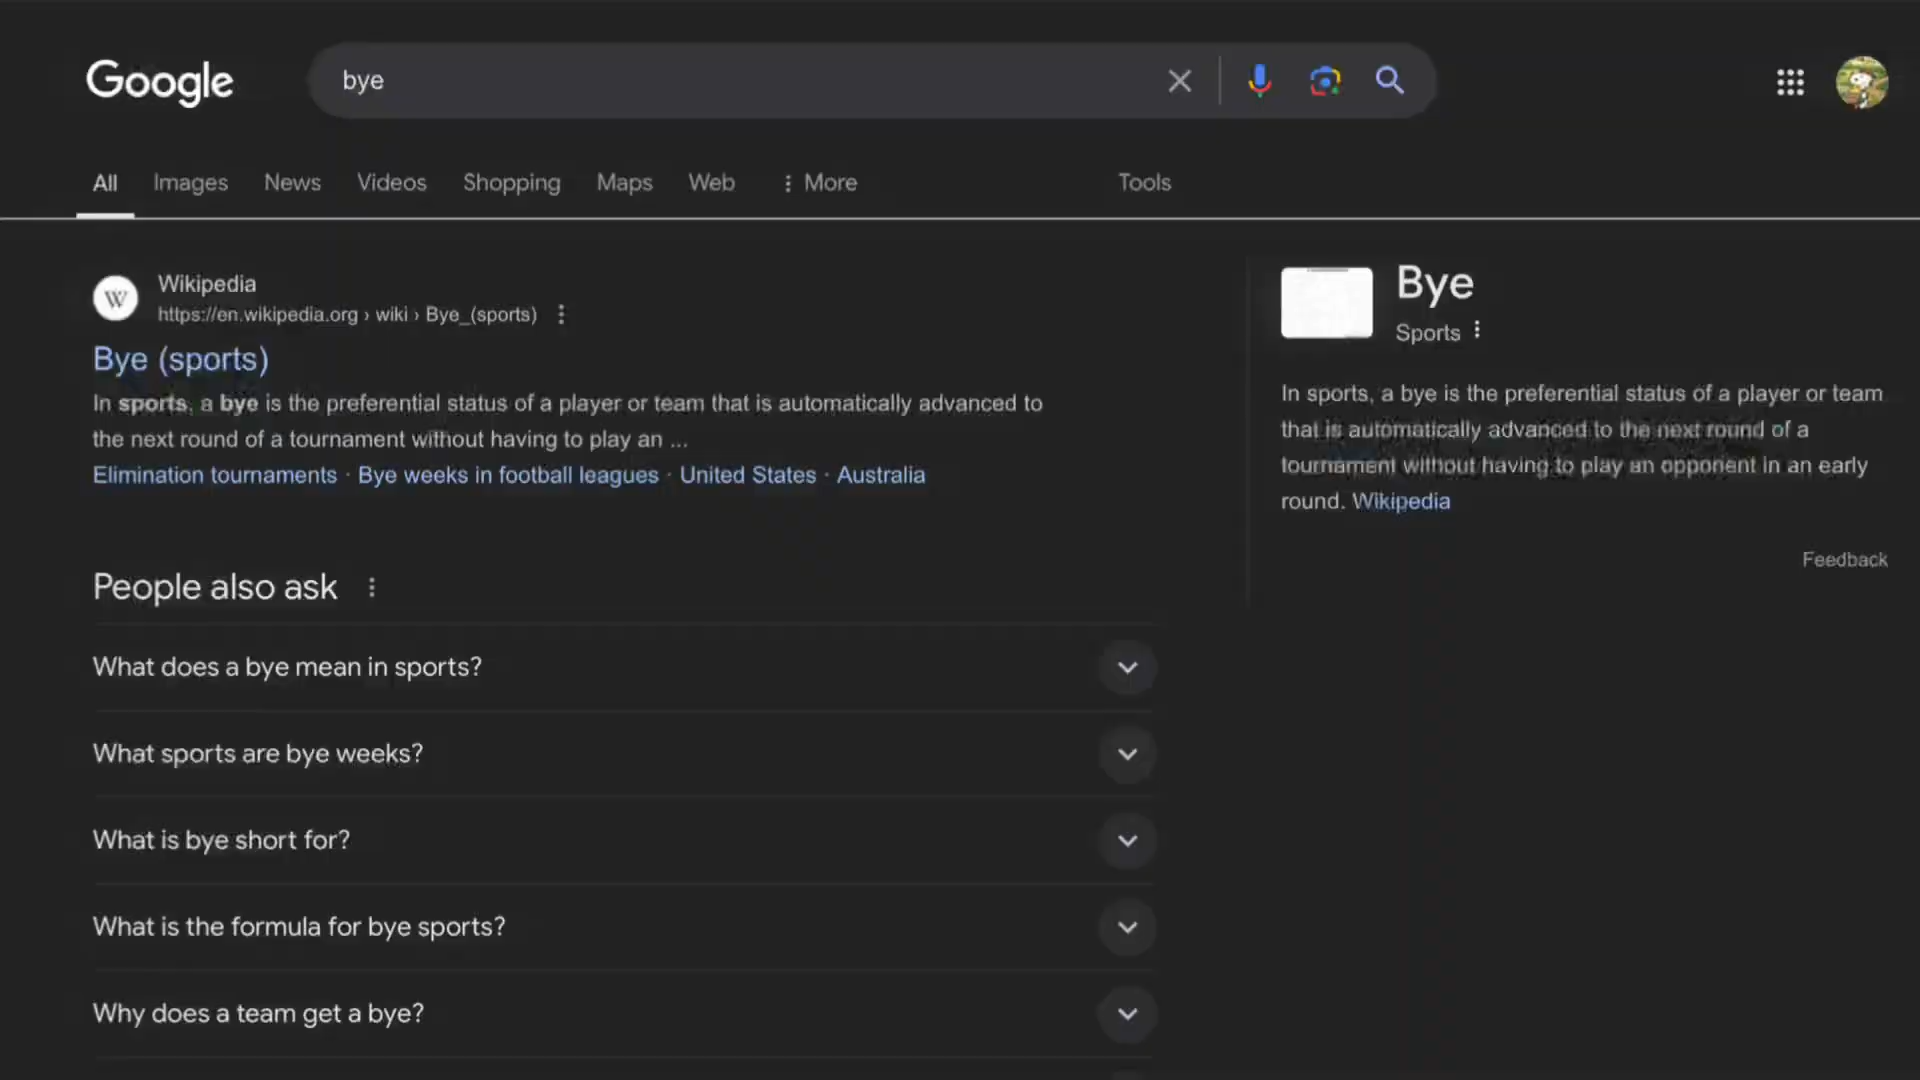 Google
bye
All Images News Videos Shopping Maps Web More Tools
Wikipedia
https://en.wikipedia.org › wiki › Bye_(sports)
Bye (sports)
In sports, a bye is the preferential status of a player or team that is automatically advanced to
the next round of a tournament without having to play an ...
Elimination tournaments · Bye weeks in football leagues · United States · Australia
People also ask
What does a bye mean in sports?
What sports are bye weeks?
What is bye short for?
What is the formula for bye sports?
Why does a team get a bye?
Bye
Sports
In sports, a bye is the preferential status of a player or team
that is automatically advanced to the next round of a
tournament without having to play an opponent in an early
round. Wikipedia
Feedback